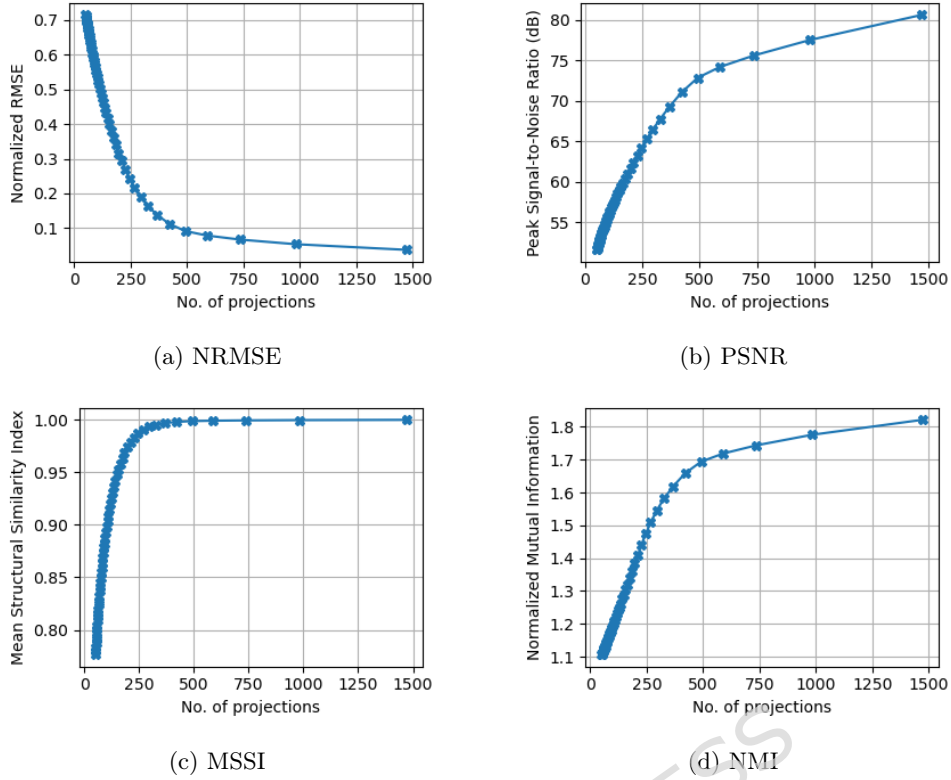 0.7
0.6
0.5
0.4
0.3
0.2
0.1
Normalized RMSE
0 250 500 750 1000 1250 1500
No. of projections
(a) NRMSE
80
75
70
65
60
55
Peak Signal-to-Noise Ratio (dB)
0 250 500 750 1000 1250 1500
No. of projections
(b) PSNR
1.00
0.95
0.90
0.85
0.80
Mean Structural Similarity Index
0 250 500 750 1000 1250 1500
No. of projections
(c) MSSI
1.8
1.7
1.6
1.5
1.4
1.3
1.2
1.1
Normalized Mutual Information
0 250 500 750 1000 1250 1500
No. of projections
(d) NMI
ESS